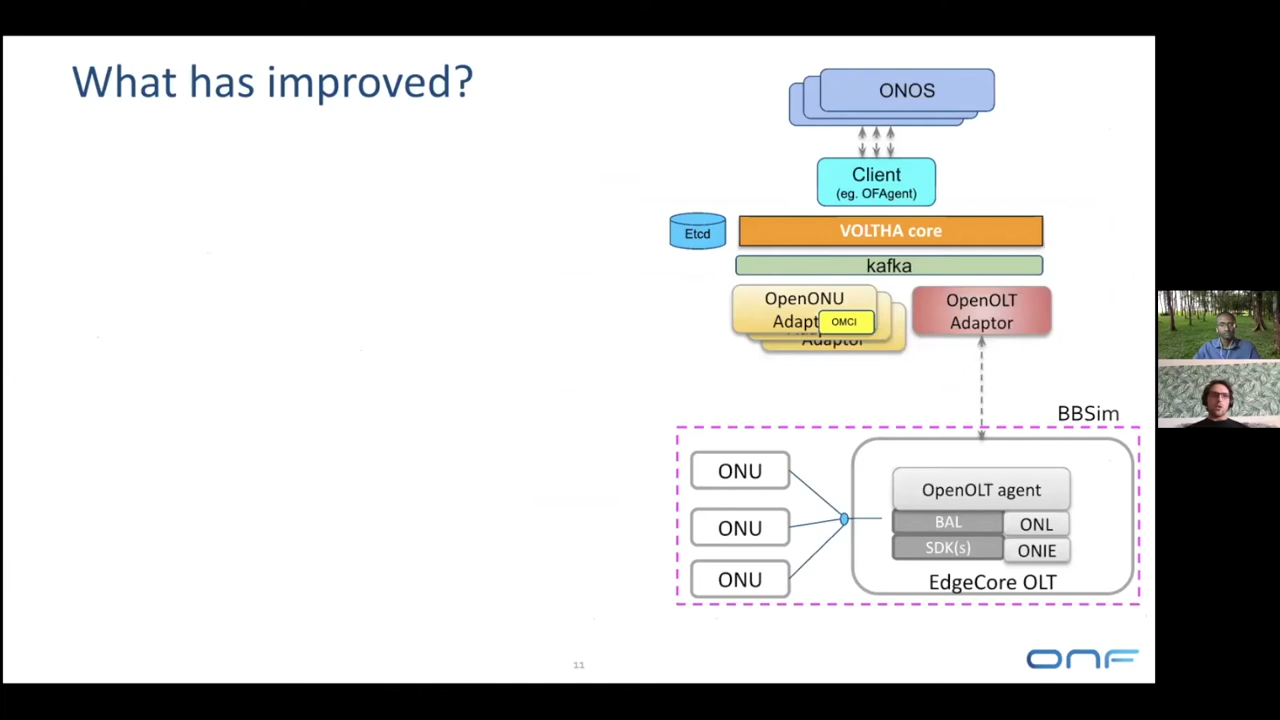 What has improved?
ONOS
Client
(eg. OFAgent)
Etcd
VOLTHA core
kafka
OpenONU
Adapt
OMCI
Adaptor
OpenOLT
Adaptor
BBSim
ONU
ONU
ONU
OpenOLT agent
BAL
ONL
SDK(s)
ONIE
EdgeCore OLT
11
ONF